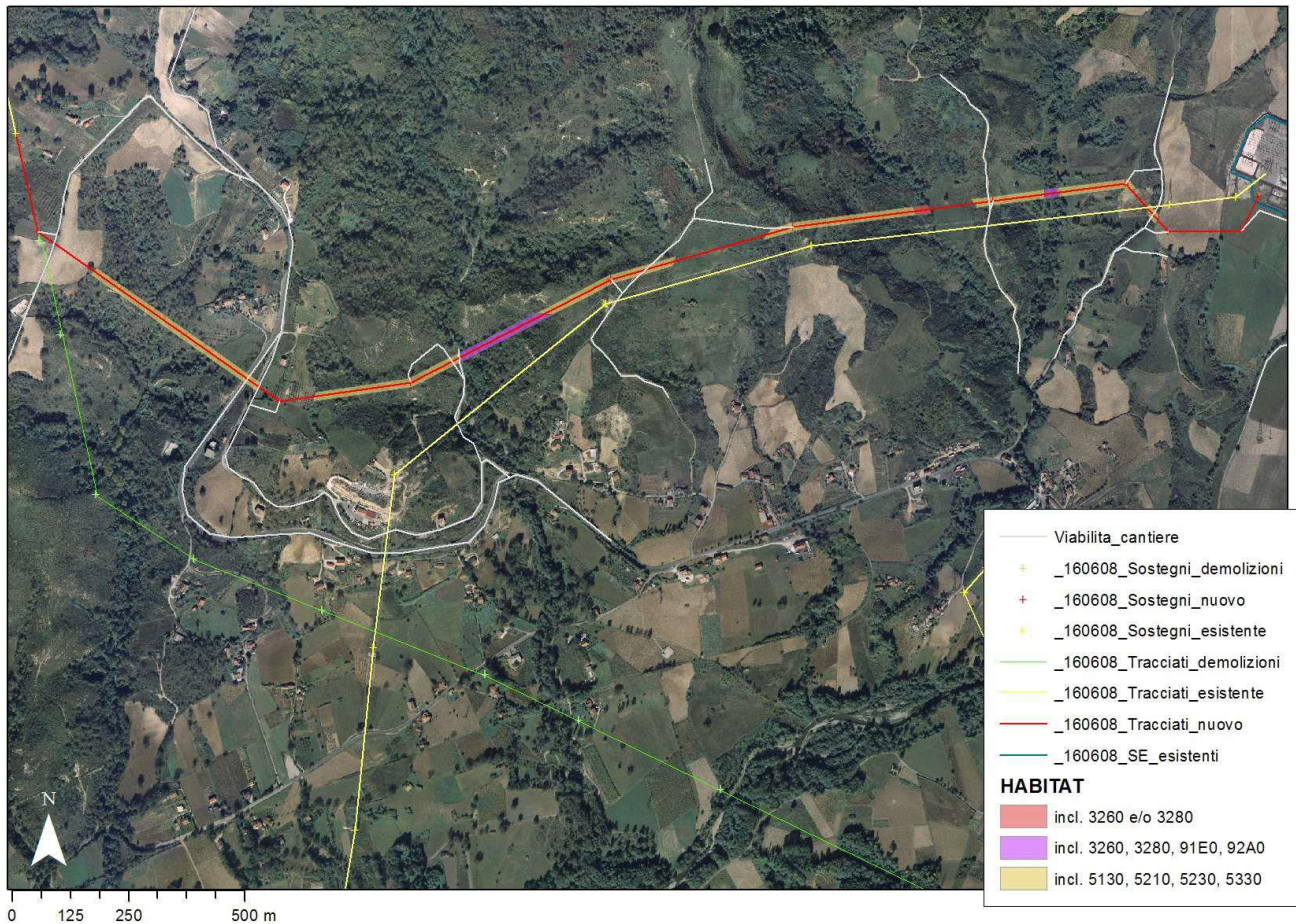 Viabilita_cantiere
_160608_Sostegni_demolizioni
_160608_Sostegni_nuovo
_160608_Sostegni_esistente
_160608_Tracciati_demolizioni
_160608_Tracciati_esistente
_160608_Tracciati_nuovo
_160608_SE_esistenti
HABITAT
incl. 3260 e/o 3280
incl. 3260, 3280, 91E0, 92A0
incl. 5130, 5210, 5230, 5330
N
0 125 250 500 m